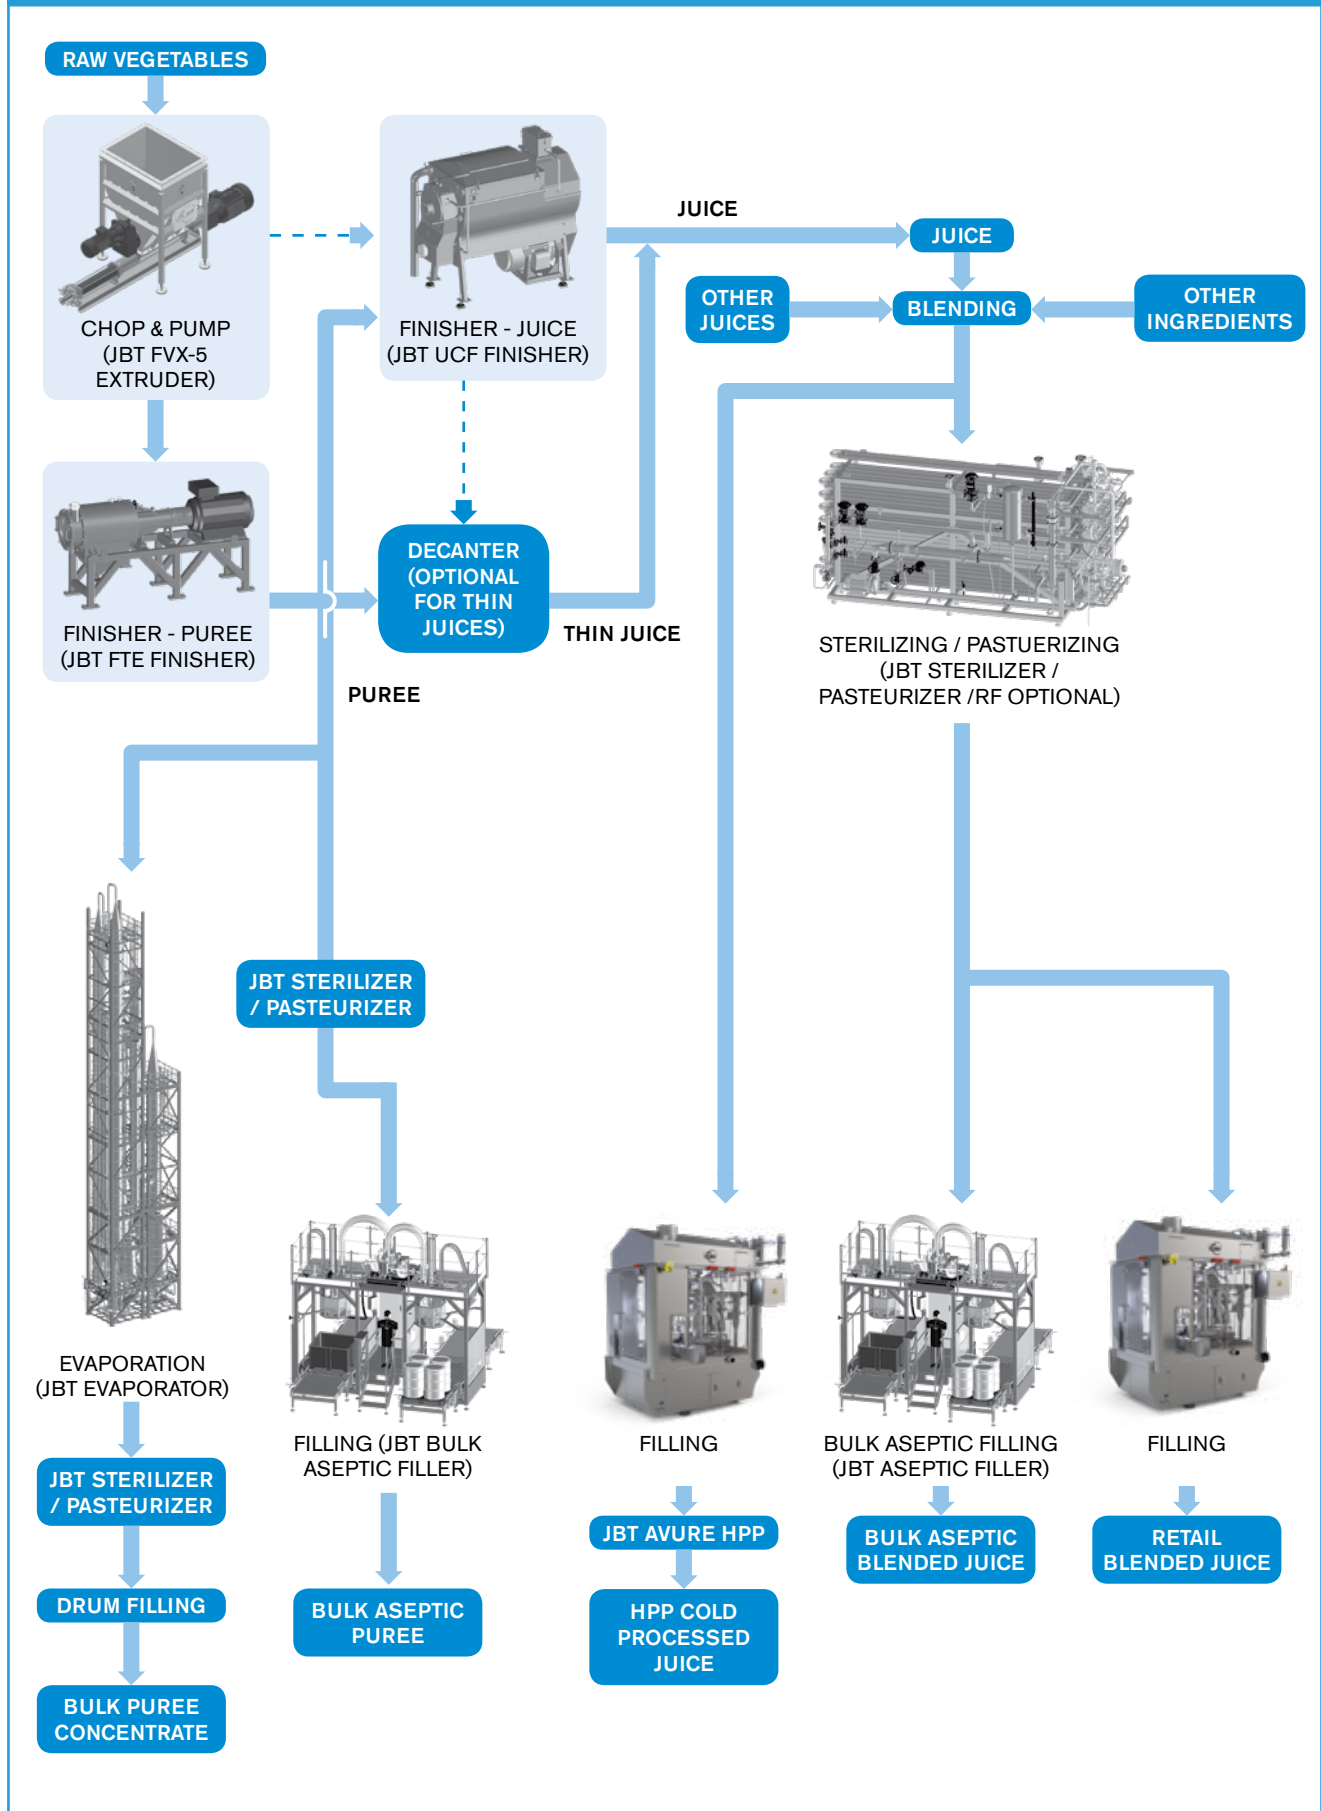 RAW VEGETABLES
CHOP & PUMP
(JBT FVX-5
EXTRUDER)
FINISHER - JUICE
(JBT UCF FINISHER)
JUICE
JUICE
OTHER
JUICES
BLENDING
OTHER
INGREDIENTS
FINISHER - PUREE
(JBT FTE FINISHER)
DECANTER
(OPTIONAL
FOR THIN
JUICES)
THIN JUICE
PUREE
STERILIZING / PASTUERIZING
(JBT STERILIZER /
PASTEURIZER /RF OPTIONAL)
JBT STERILIZER
/ PASTEURIZER
EVAPORATION
(JBT EVAPORATOR)
JBT STERILIZER
/ PASTEURIZER
DRUM FILLING
BULK PUREE
CONCENTRATE
FILLING (JBT BULK
ASEPTIC FILLER)
BULK ASEPTIC
PUREE
FILLING
JBT AVURE HPP
HPP COLD
PROCESSED
JUICE
BULK ASEPTIC FILLING
(JBT ASEPTIC FILLER)
BULK ASEPTIC
BLENDED JUICE
FILLING
RETAIL
BLENDED JUICE